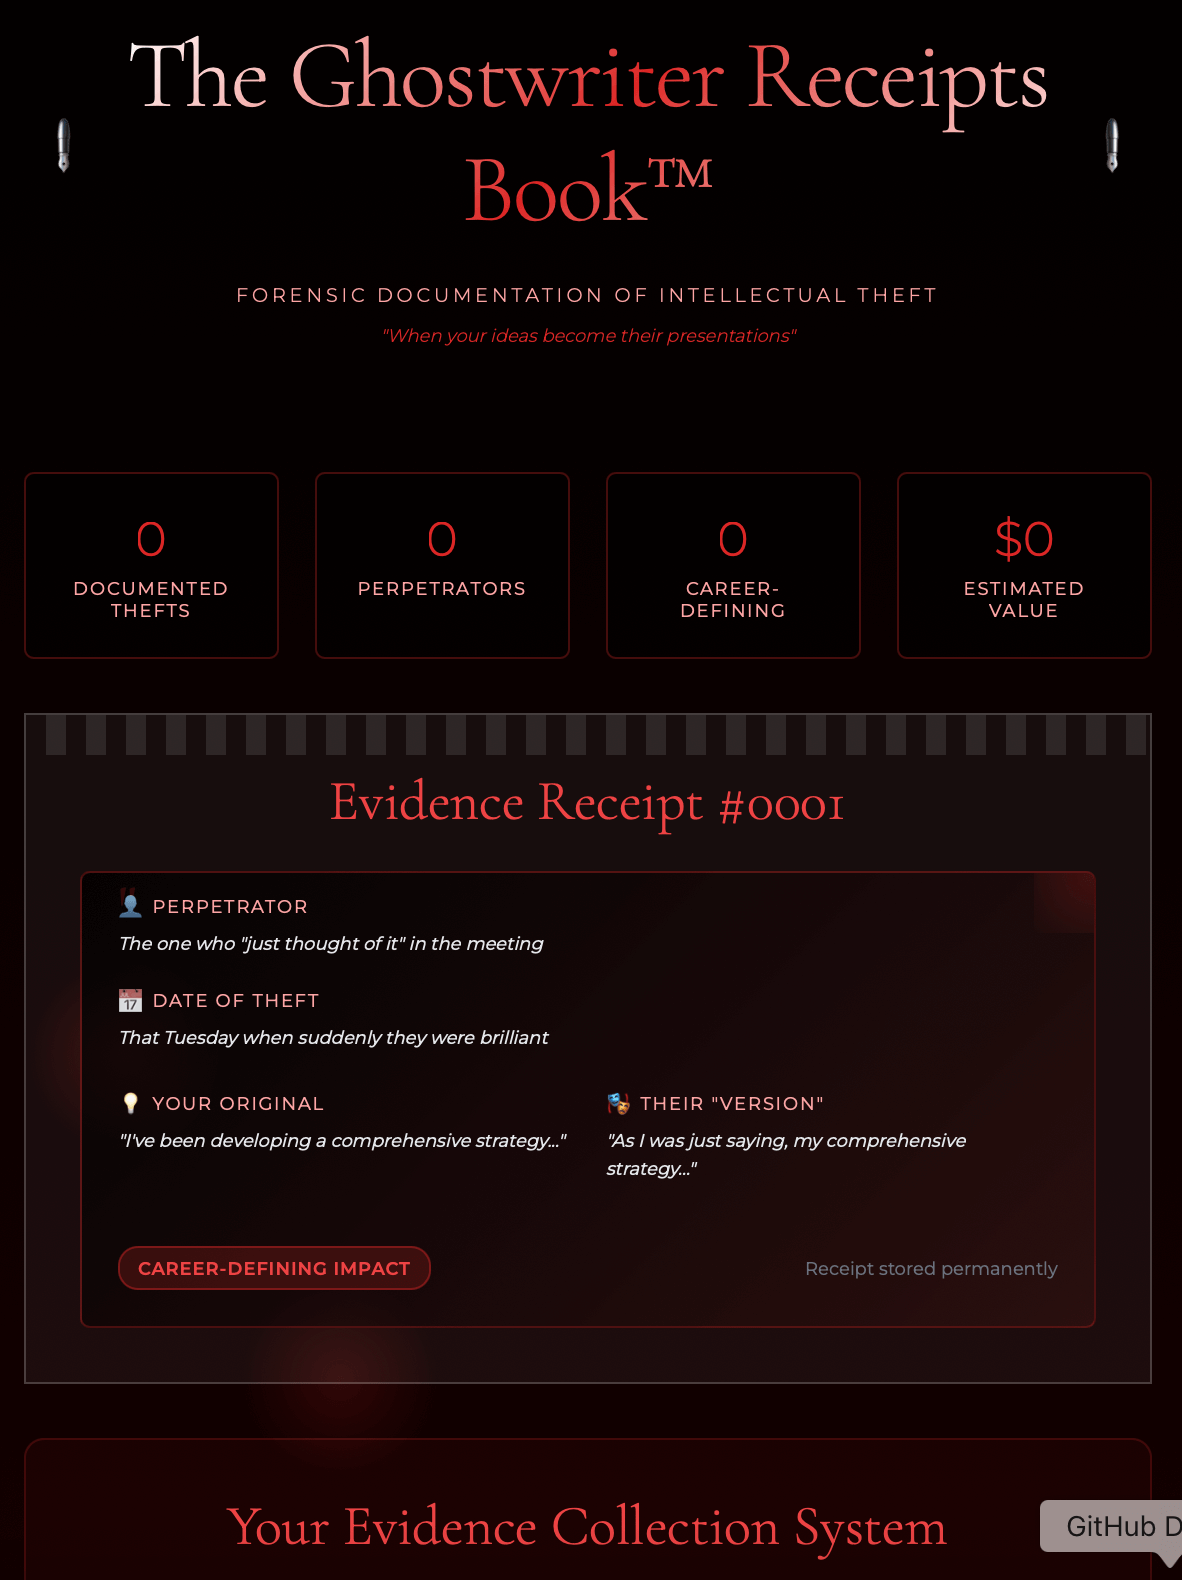 The Ghostwriter Receipts
Book™
FORENSIC DOCUMENTATION OF INTELLECTUAL THEFT
"When your ideas become their presentations"
0
DOCUMENTED
THEFTS
0
PERPETRATORS
0
CAREER-
DEFINING
$0
ESTIMATED
VALUE
Evidence Receipt #0001
PERPETRATOR
The one who "just thought of it" in the meeting
17
DATE OF THEFT
That Tuesday when suddenly they were brilliant
YOUR ORIGINAL
"I've been developing a comprehensive strategy..."
THEIR "VERSION"
"As I was just saying, my comprehensive
strategy..."
CAREER-DEFINING IMPACT
Receipt stored permanently
Your Evidence Collection System
GitHub D